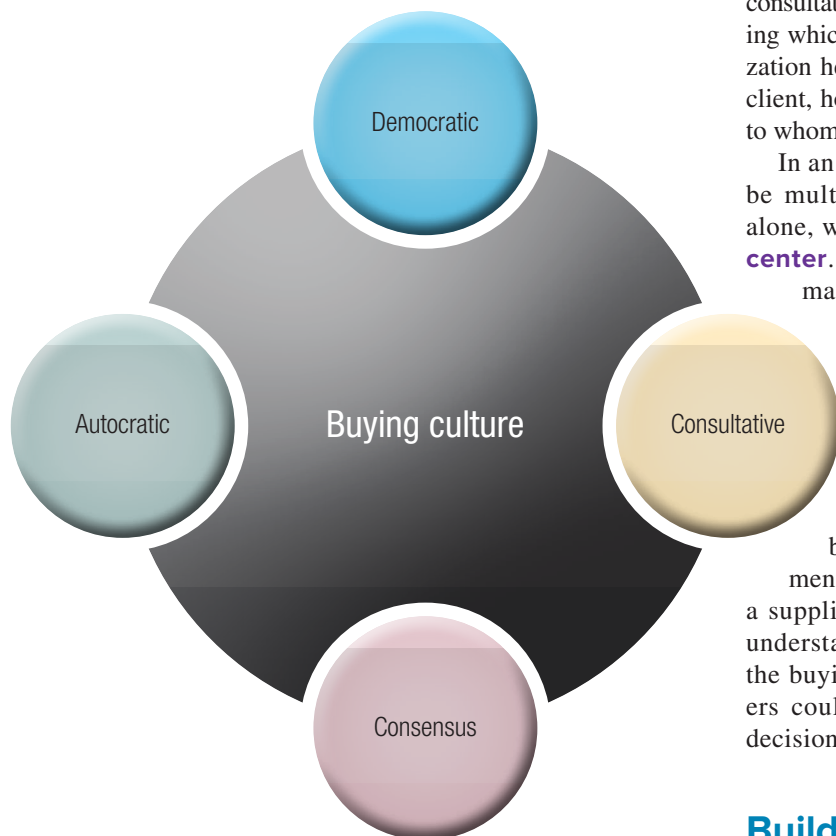 Democratic
Autocratic
Buying culture
Consultative
Consensus
ing whic
zation h
client, h
to whom
In an
be mult
alone, w
center.
ma
b
men
a suppli
understa
the buyi
ers coul
decision
Build